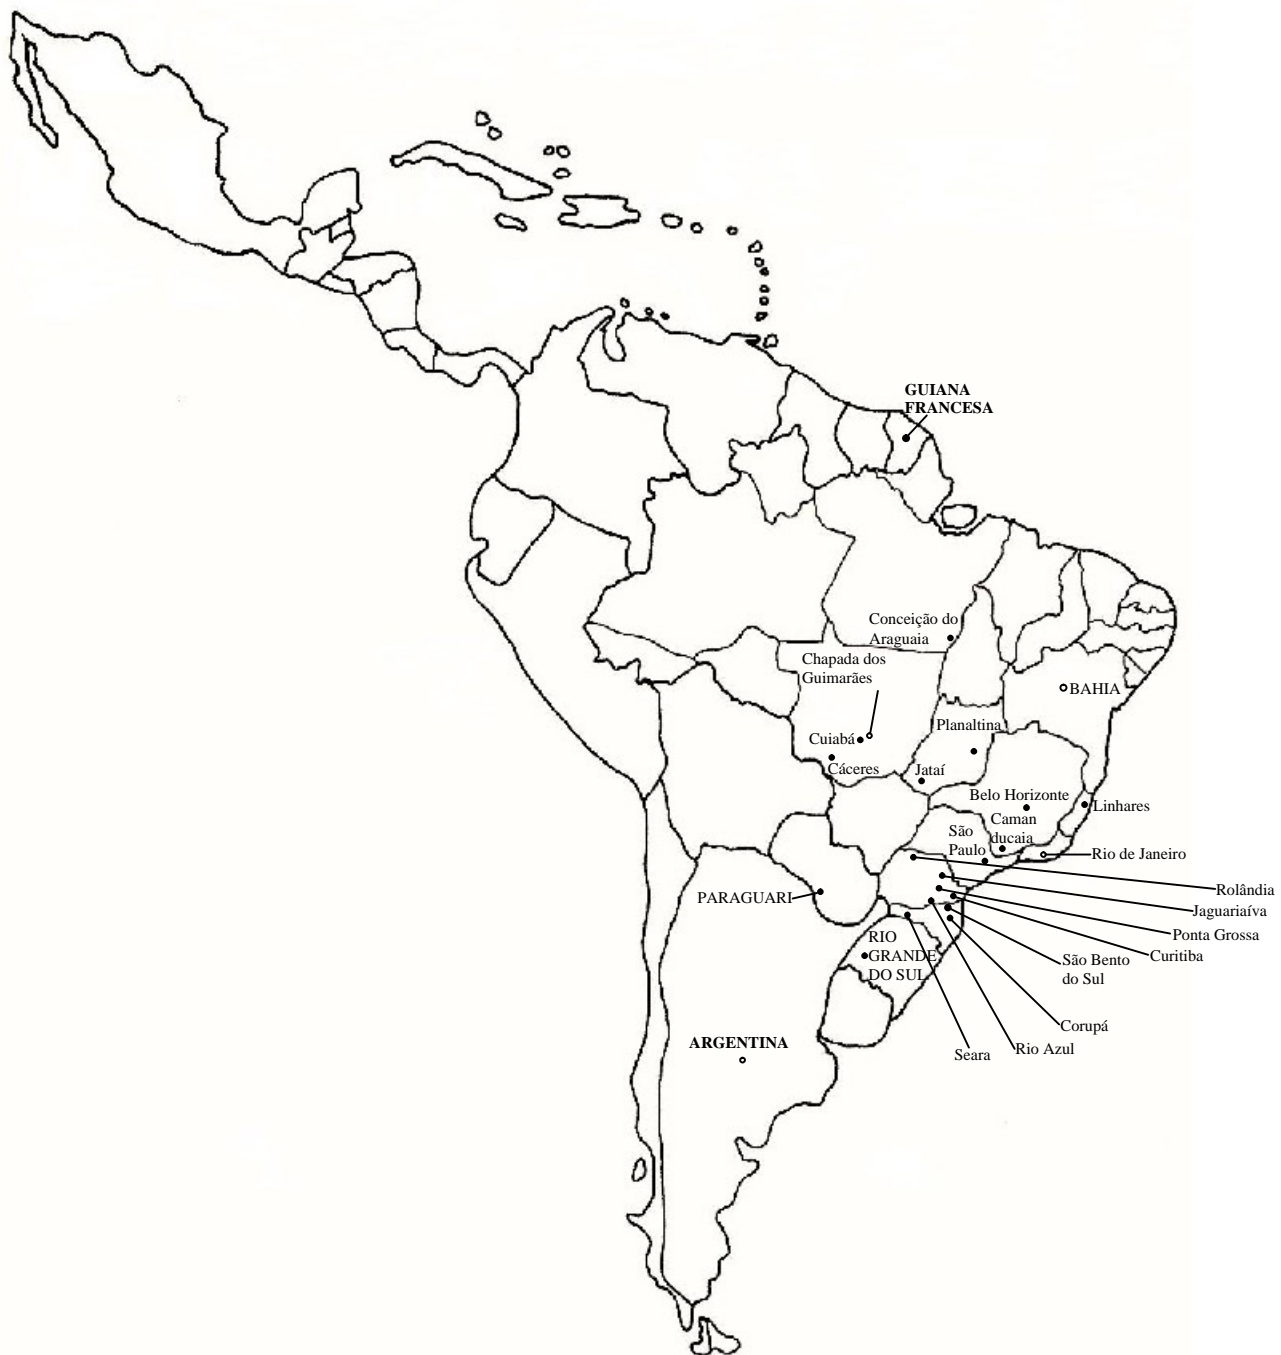 GUIANA
FRANCESA
Conceição do
Araguaia
Chapada dos
Guimarães
BAHIA
Planaltina
Cuiabá
Cáceres
Jataí
Belo Horizonte
Linhares
Caman
ducaia
São
Paulo
Rio de Janeiro
Rolândia
PARAGUARI
Jaguariaíva
Ponta Grossa
Curitiba
RIO
GRANDE
DO SUL
São Bento
do Sul
Corupá
ARGENTINA
Rio Azul
Seara